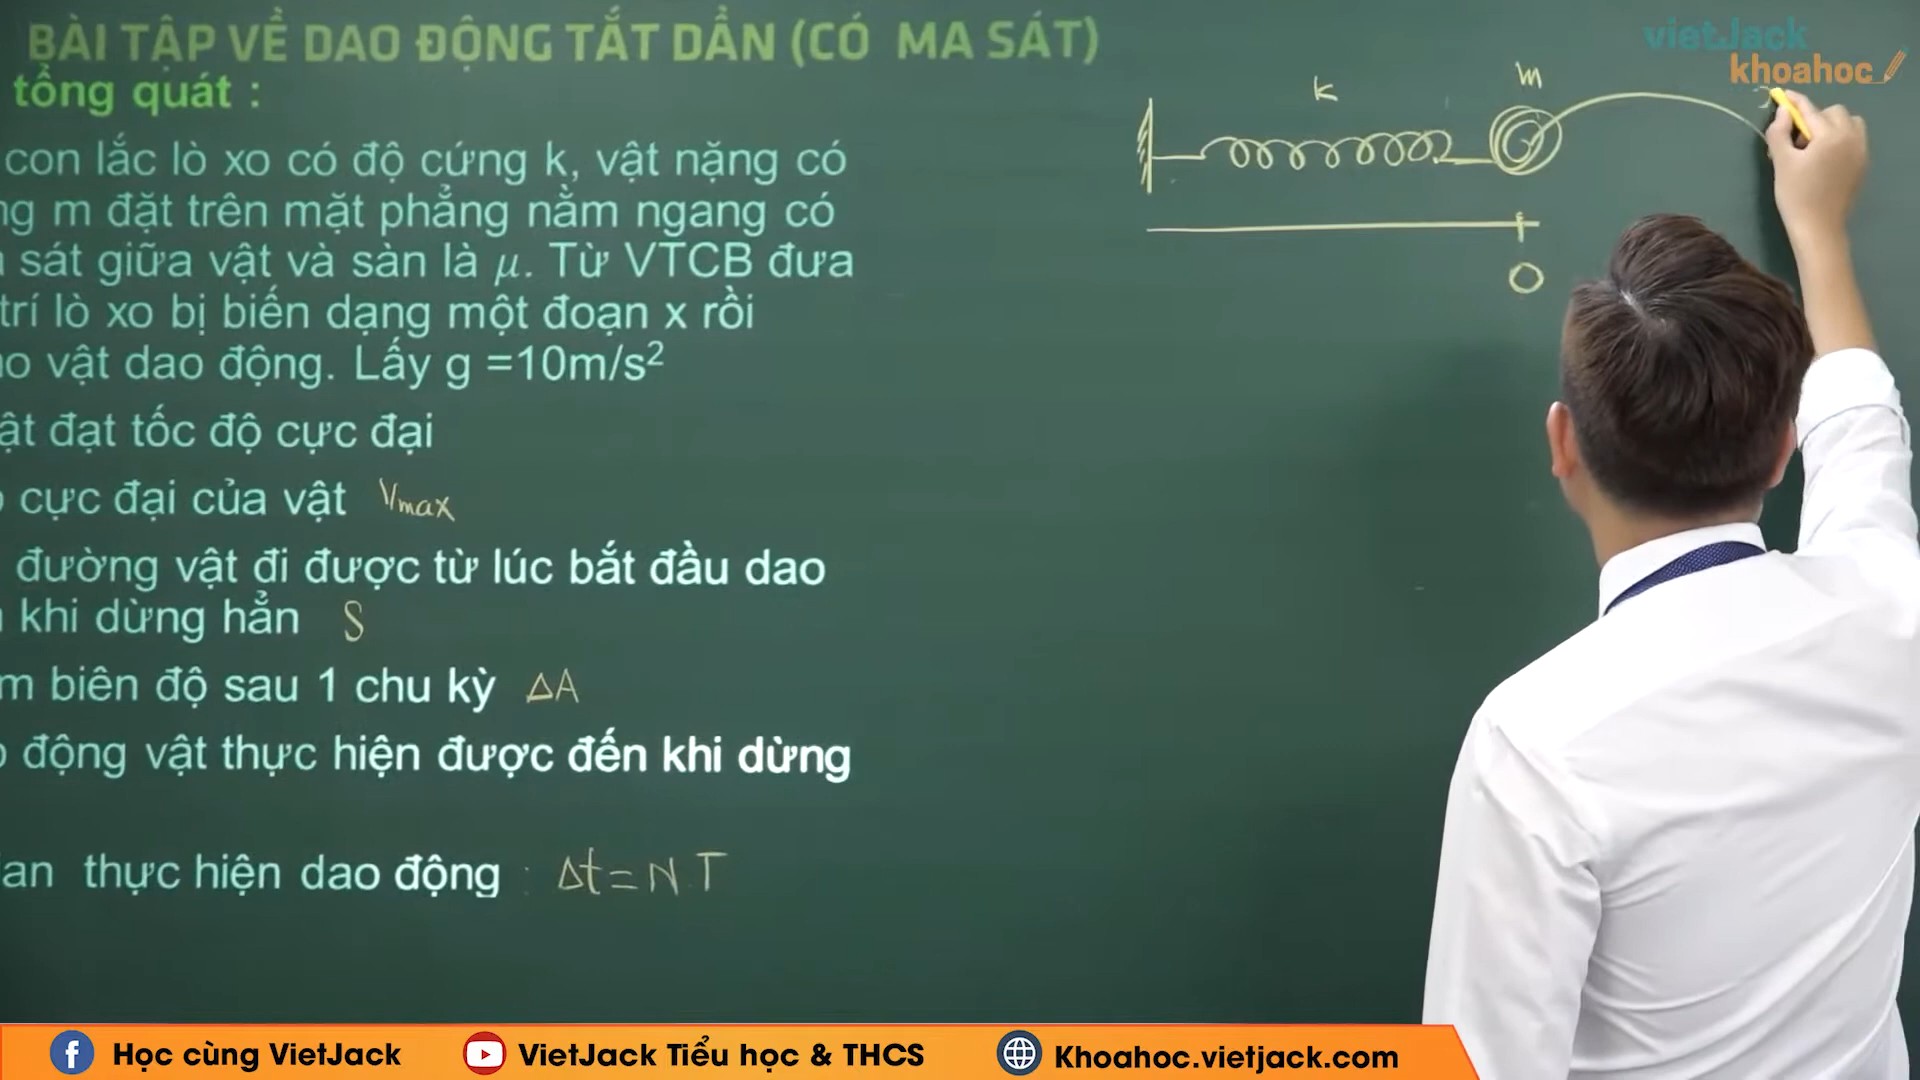 BÀI TẬP VỀ DAO ĐỘNG TẮT DẦN (CÓ MA SÁT)
tổng quát :
con lắc lò xo có độ cứng k, vật nặng có
ng m đặt trên mặt phẳng nằm ngang có
sát giữa vật và sàn là μ. Từ VTCB đưa
trí lò xo bị biến dạng một đoạn x rồi
ho vật dao động. Lấy g =10m/s²
ật đạt tốc độ cực đại
cực đại của vật Vmax
đường vật đi được từ lúc bắt đầu dao
khi dừng hẳn S
m biên độ sau 1 chu kỳ ΔA
động vật thực hiện được đến khi dừng
ian thực hiện dao động : Δt = N.T
k
m
O
vietJack
khoahoc
Học cùng VietJack
VietJack Tiểu học & THCS
Khoahoc.vietjack.com